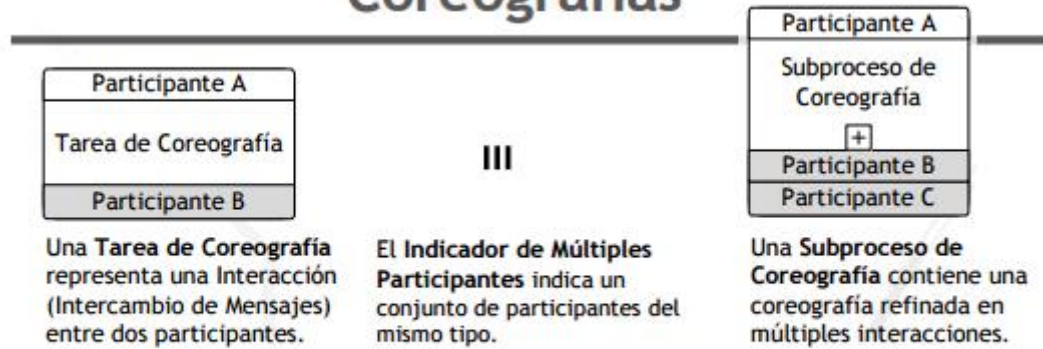 Coreografías
Participante A
Tarea de Coreografía
Participante B
Una Tarea de Coreografía
representa una Interacción
(Intercambio de Mensajes)
entre dos participantes.
III
El Indicador de Múltiples
Participantes indica un
conjunto de participantes del
mismo tipo.
Participante A
Subproceso de
Coreografía
+
Participante B
Participante C
Una Subproceso de
Coreografía contiene una
coreografía refinada en
múltiples interacciones.